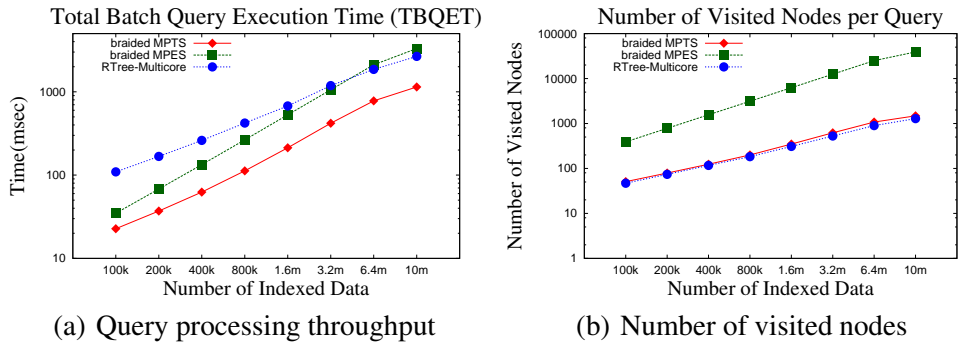 Total Batch Query Execution Time (TBQET)
braided MPTS
braided MPES
RTree-Multicore
1000
100
10
Time(msec)
100k 200k 400k 800k 1.6m 3.2m 6.4m 10m
Number of Indexed Data
(a) Query processing throughput
Number of Visited Nodes per Query
braided MPTS
braided MPES
RTree-Multicore
100000
10000
1000
100
10
1
Number of Visted Nodes
100k 200k 400k 800k 1.6m 3.2m 6.4m 10m
Number of Indexed Data
(b) Number of visited nodes